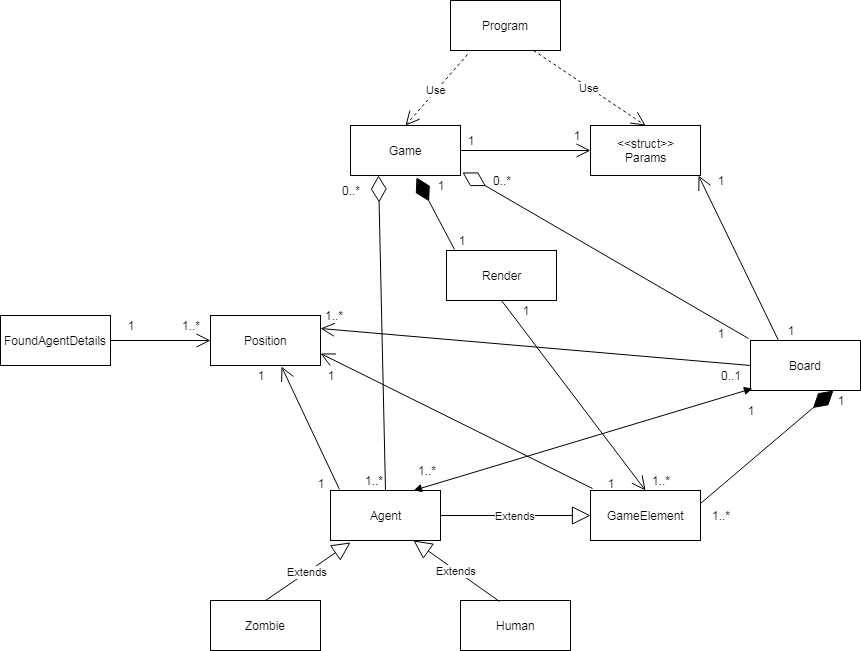 Program
Use
Use
Game
1
1
<<struct>>
Params
0..*
1
0..*
1
1
Render
1
FoundAgentDetails
1
1..*
Position
1..*
1
1
Board
0..1
1
1
1
1
1..*
1..*
1
1
1..*
1..*
Agent
Extends
GameElement
Extends
Extends
Zombie
Human